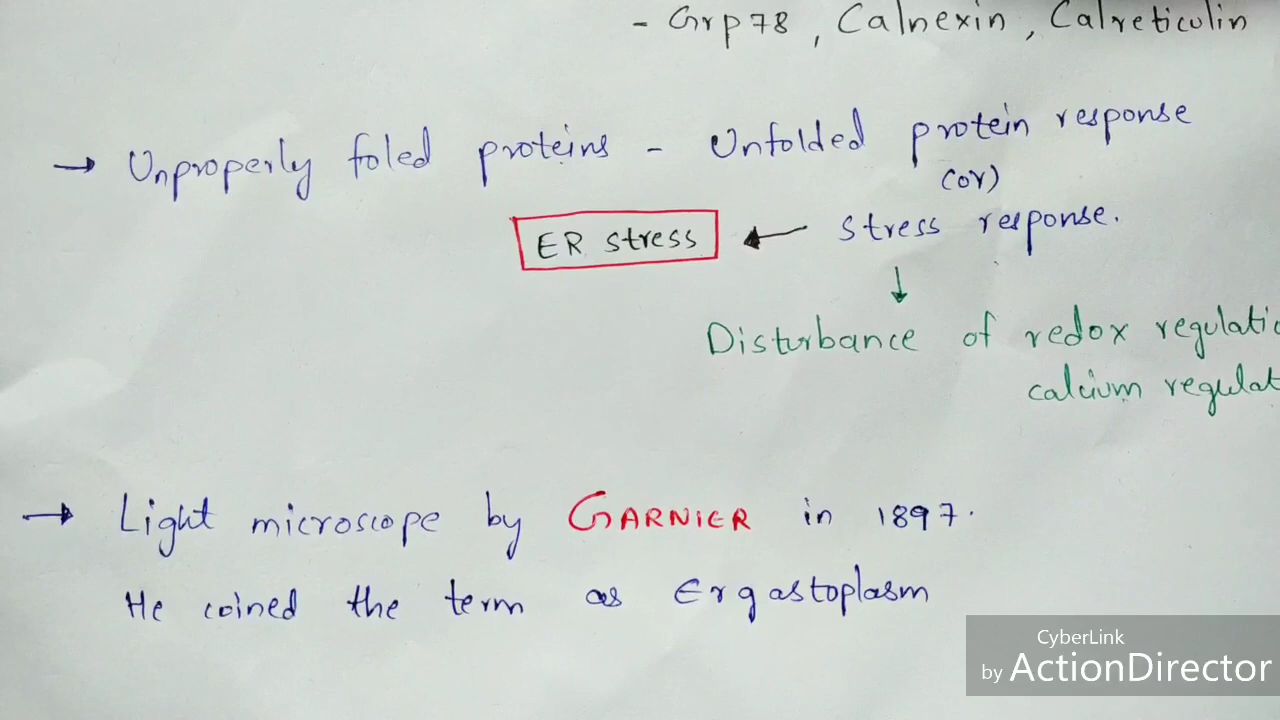 - Grp78, Calnexin, Calreticulin
→ Unproperly foled proteins - Unfolded protein response
(or)
ER stress ← stress response.
↓
Disturbance of redox regulatio
calcium regulat
→ Light microscope by GARNIER in 1897.
He coined the term as Ergastoplasm
CyberLink
by ActionDirector